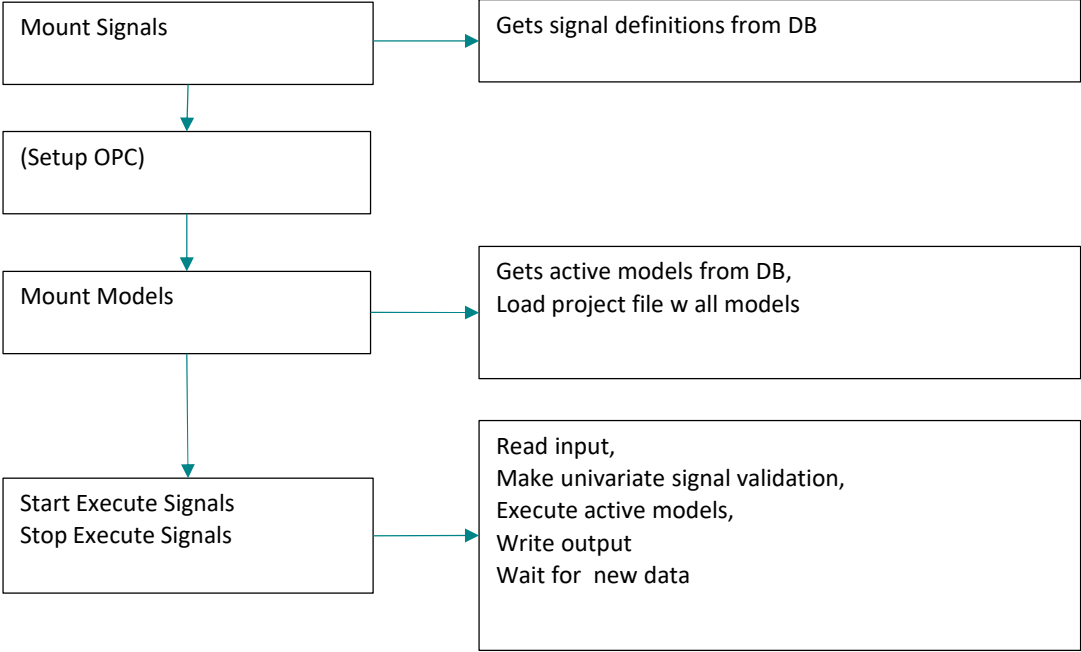 Mount Signals
Gets signal definitions from DB
(Setup OPC)
Mount Models
Gets active models from DB,
Load project file w all models
Start Execute Signals
Stop Execute Signals
Read input,
Make univariate signal validation,
Execute active models,
Write output
Wait for  new data